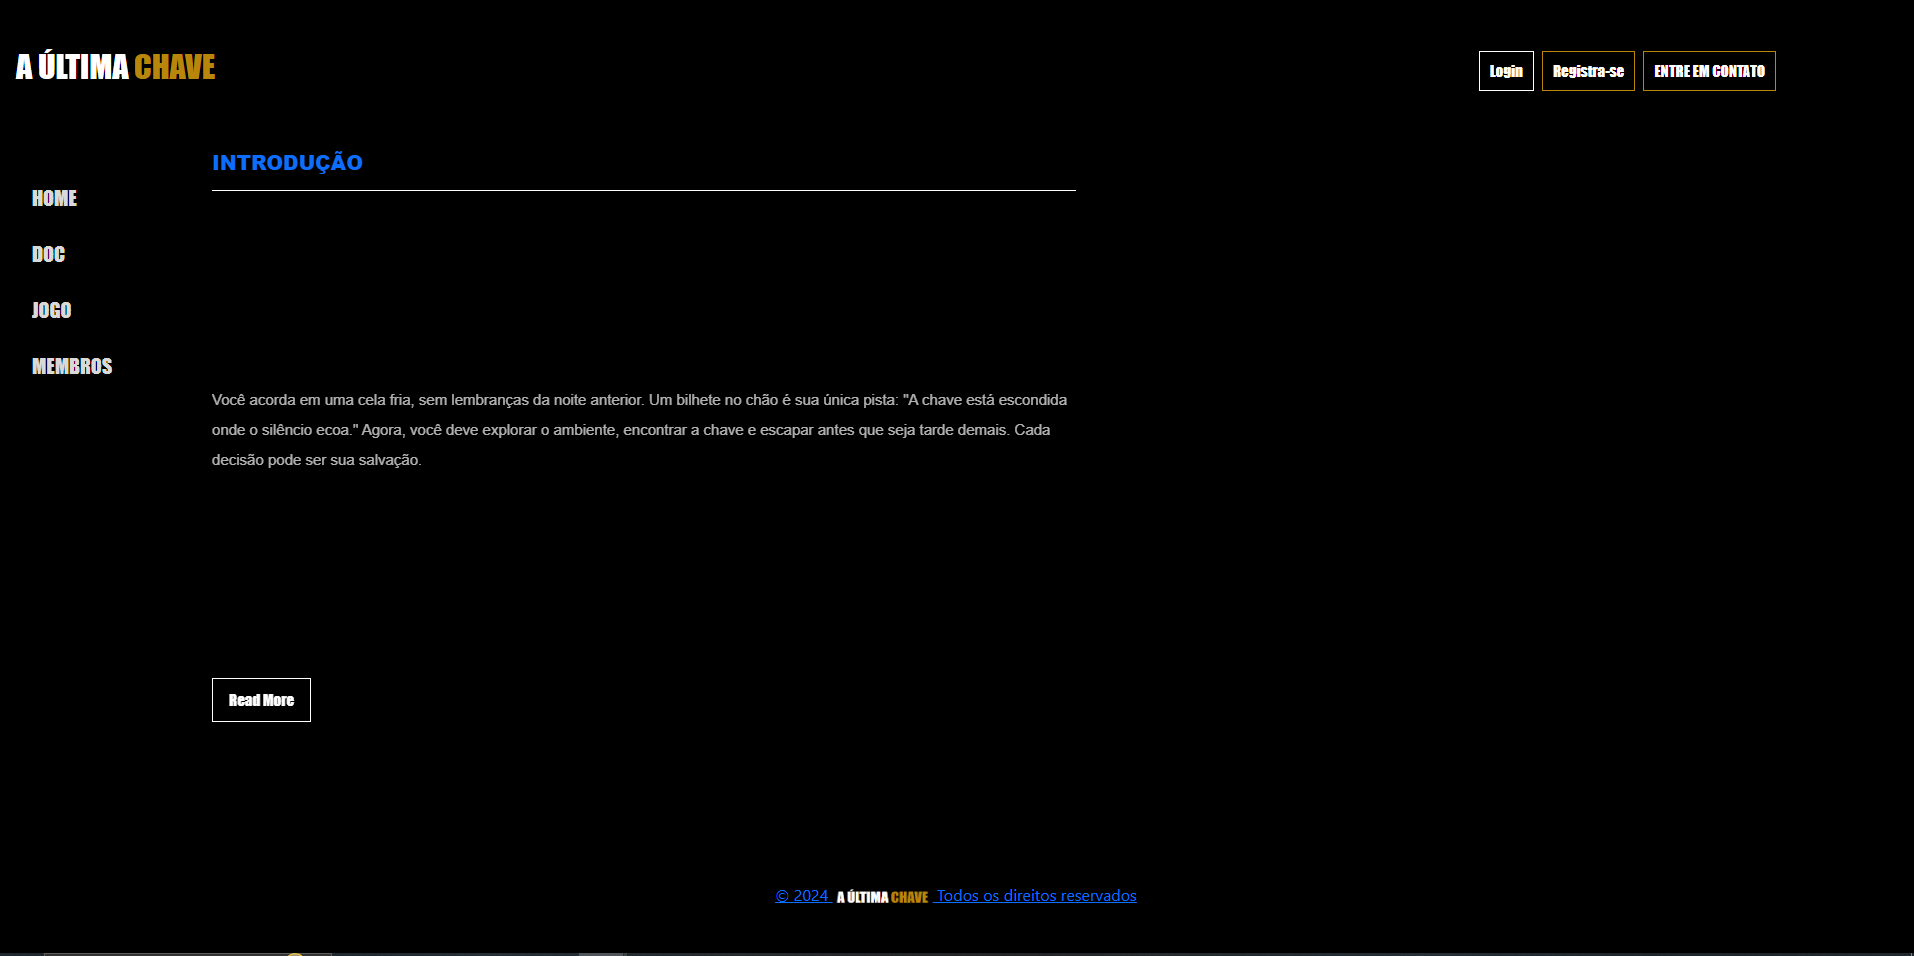 A ÚLTIMA CHAVE
Login
Registra-se
ENTRE EM CONTATO
INTRODUÇÃO
HOME
DOC
JOGO
MEMBROS
Você acorda em uma cela fria, sem lembranças da noite anterior. Um bilhete no chão é sua única pista: "A chave está escondida
onde o silêncio ecoa." Agora, você deve explorar o ambiente, encontrar a chave e escapar antes que seja tarde demais. Cada
decisão pode ser sua salvação.
Read More
© 2024 A ÚLTIMA CHAVE Todos os direitos reservados